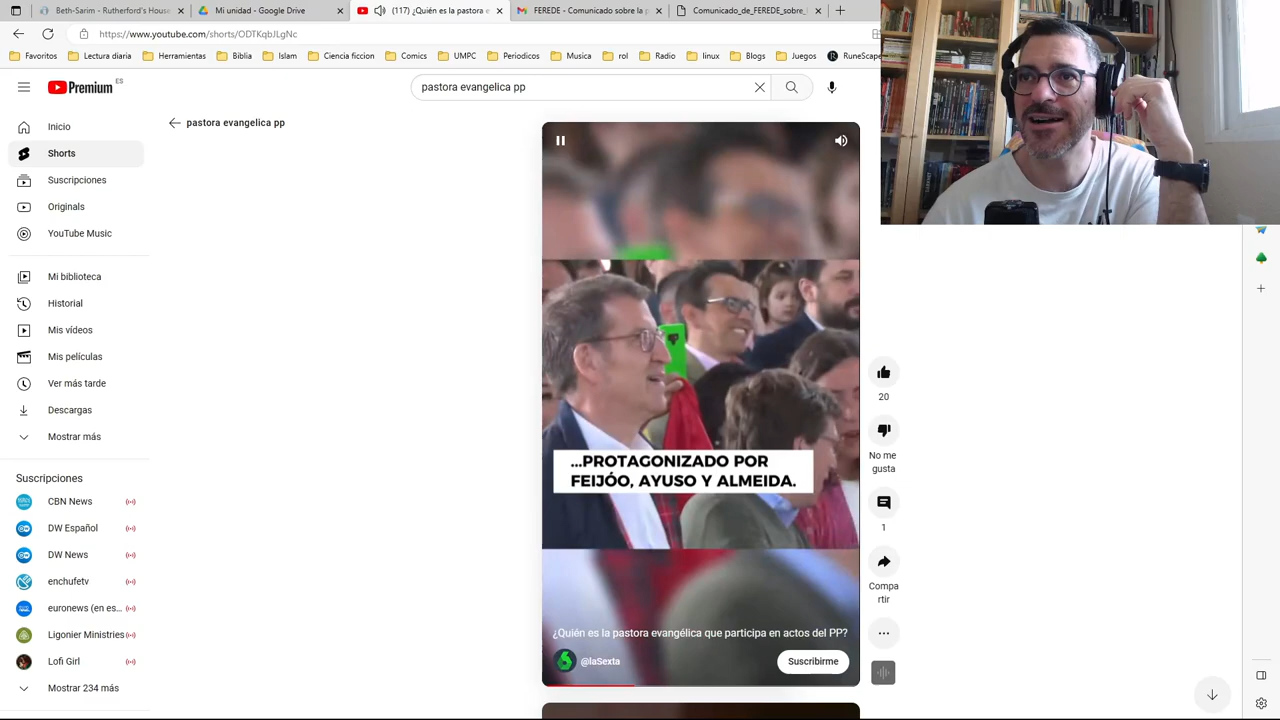 Beth-Sarim - Rutherford's House
Mi unidad - Google Drive
(117) ¿Quién es la pastora e
FEREDE - Comunicado sobre la p
Comunicado_de_FEREDE_sobre_l
https://www.youtube.com/shorts/ODTKqbJLgNc
Favoritos
Lectura diaria
Herramientas
Biblia
Islam
Ciencia ficcion
Comics
UMPC
Periodicos
Musica
rol
Radio
linux
Blogs
Juegos
RuneScape
Premium ES
pastora evangelica pp
pastora evangelica pp
Inicio
Shorts
Suscripciones
Originals
YouTube Music
Mi biblioteca
Historial
Mis vídeos
Mis películas
Ver más tarde
Descargas
Mostrar más
Suscripciones
CBN News
DW Español
DW News
enchufetv
euronews (en es...
Ligonier Ministries
Lofi Girl
Mostrar 234 más
...PROTAGONIZADO POR
FEIJÓO, AYUSO Y ALMEIDA.
¿Quién es la pastora evangélica que participa en actos del PP?
@laSexta
Suscribirme
20
No me
gusta
1
Compa
rtir